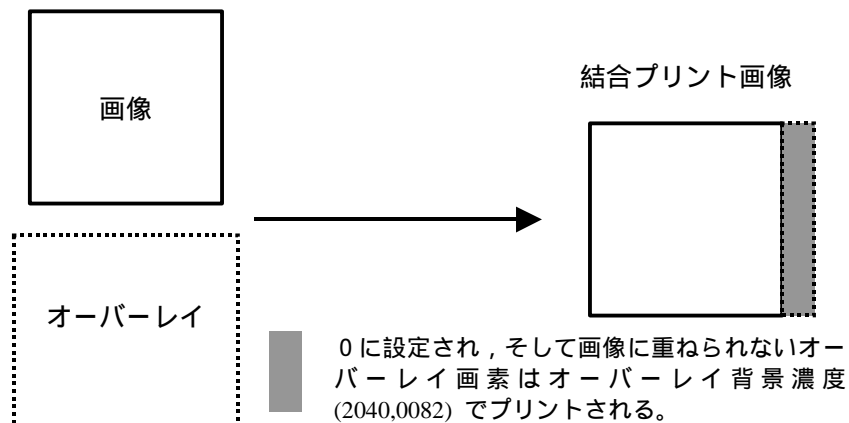 画像
結合プリント画像
オーバーレイ
０に設定され，そして画像に重ねられないオー
バーレイ画素はオーバーレイ背景濃度
(2040,0082) でプリントされる。